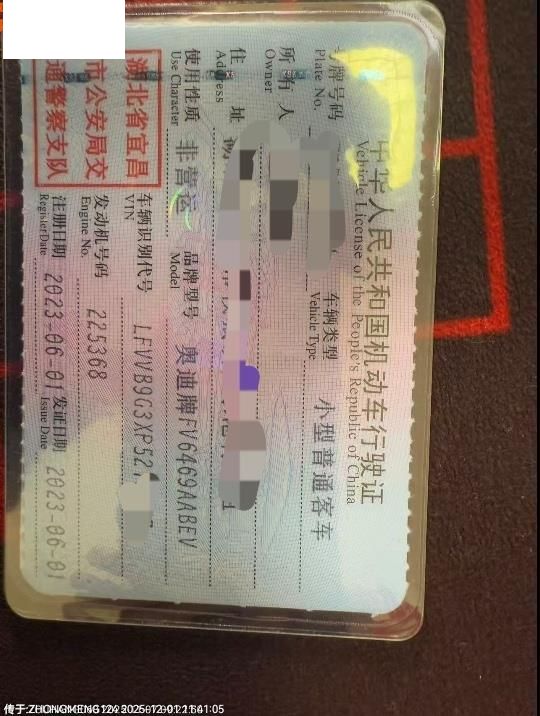 中华人民共和国机动车行驶证
Vehicle License of the People's Republic of China
号牌号码
Plate No.
车辆类型 小型普通客车
Vehicle Type
所有人
Owner
住址
Address
使用性质 非营运
Use Character
品牌型号 奥迪牌FV6469AABEV
Model
车辆识别代号 LFVVB9G3XP52
VIN
发动机号码 225368
Engine No.
注册日期 2023-06-01
Register Date
发证日期 2023-06-01
Issue Date
湖北省宜昌
市公安局交
通警察支队